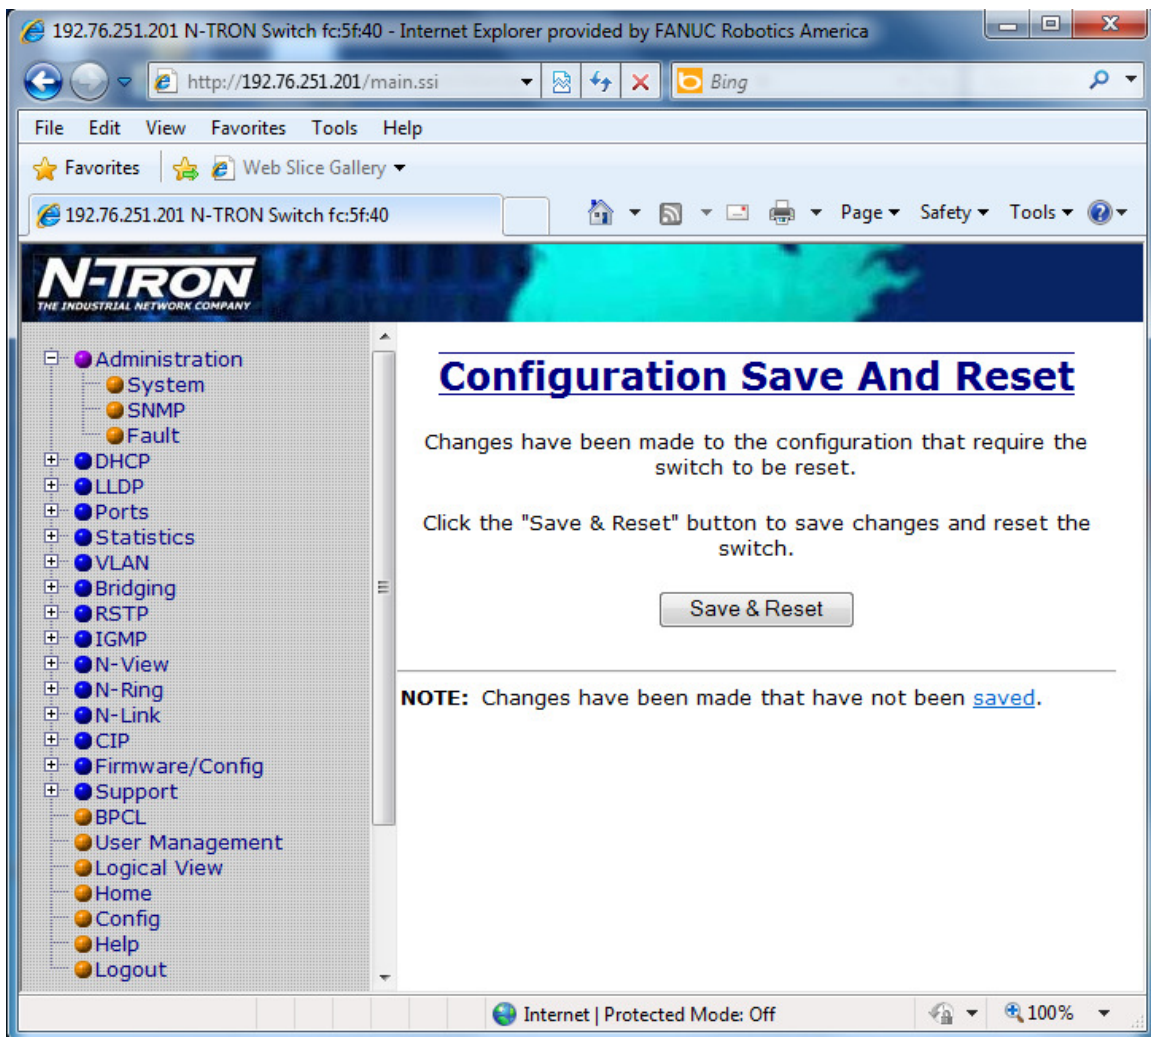 192.76.251.201 N-TRON Switch fc:5f:40 - Internet Explorer provided by FANUC Robotics America
http://192.76.251.201/main.ssi
Bing
File Edit View Favorites Tools Help
Favorites Web Slice Gallery
192.76.251.201 N-TRON Switch fc:5f:40
Page Safety Tools
N-TRON
THE INDUSTRIAL NETWORK COMPANY
Administration
System
SNMP
Fault
DHCP
LLDP
Ports
Statistics
VLAN
Bridging
RSTP
IGMP
N-View
N-Ring
N-Link
CIP
Firmware/Config
Support
BPCL
User Management
Logical View
Home
Config
Help
Logout
Configuration Save And Reset
Changes have been made to the configuration that require the
switch to be reset.
Click the "Save & Reset" button to save changes and reset the
switch.
Save & Reset
NOTE: Changes have been made that have not been saved.
Internet | Protected Mode: Off
100%